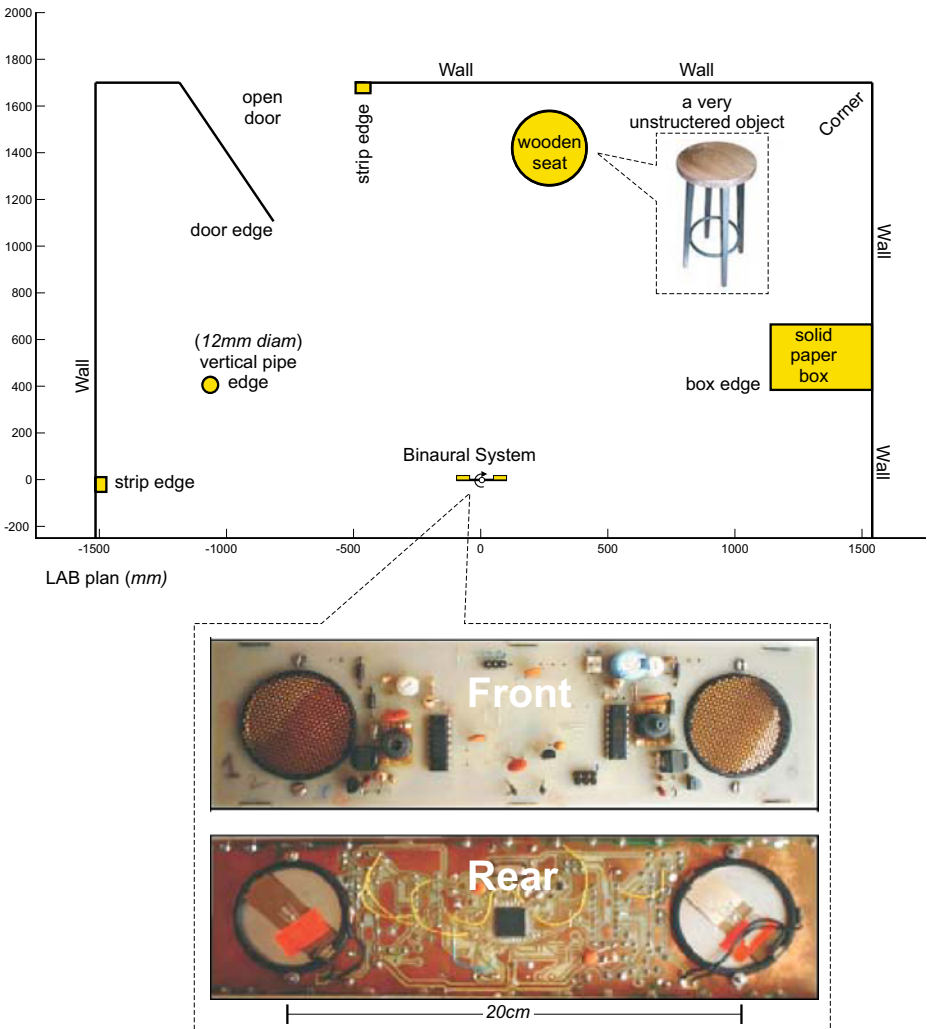 2000
1800
Wall
Wall
1600
open
door
strip edge
a very
unstructered object
Corner
1400
wooden
seat
1200
door edge
1000
Wall
800
(12mm diam)
vertical pipe
edge
solid
paper
box
600
Wall
box edge
400
200
Binaural System
0
strip edge
Wall
-200
-1500
-1000
-500
0
500
1000
1500
LAB plan (mm)
Front
1
2
Rear
20cm